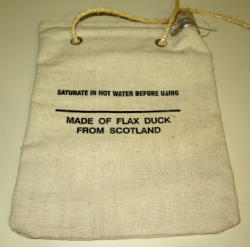 SATURATE IN HOT WATER BEFORE USING
MADE OF FLAX DUCK
FROM SCOTLAND